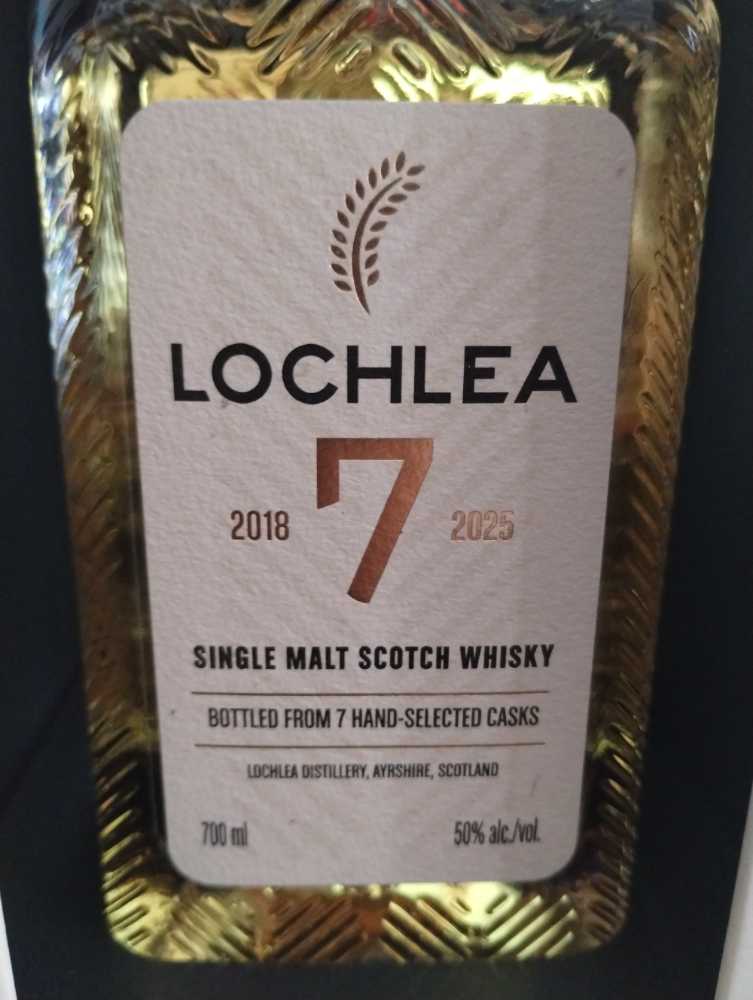 LOCHLEA
7
2018 2025
SINGLE MALT SCOTCH WHISKY
BOTTLED FROM 7 HAND-SELECTED CASKS
LOCHLEA DISTILLERY, AYRSHIRE, SCOTLAND
700 ml 50% alc./vol.